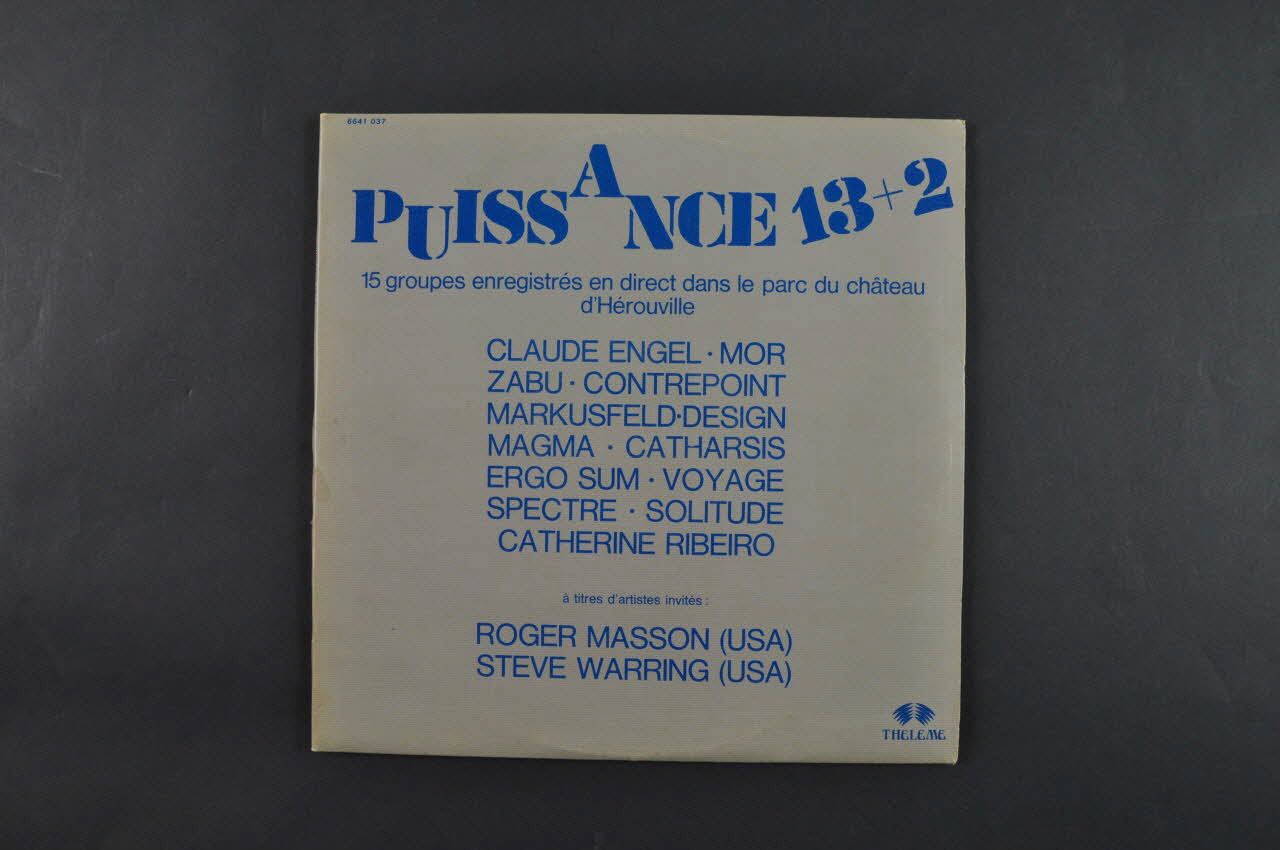 6641 037
PUISSANCE 13+2
15 groupes enregistrés en direct dans le parc du château
d'Hérouville
CLAUDE ENGEL · MOR
ZABU · CONTREPOINT
MARKUSFELD·DESIGN
MAGMA · CATHARSIS
ERGO SUM · VOYAGE
SPECTRE · SOLITUDE
CATHERINE RIBEIRO
à titres d'artistes invités :
ROGER MASSON (USA)
STEVE WARRING (USA)
THELEME